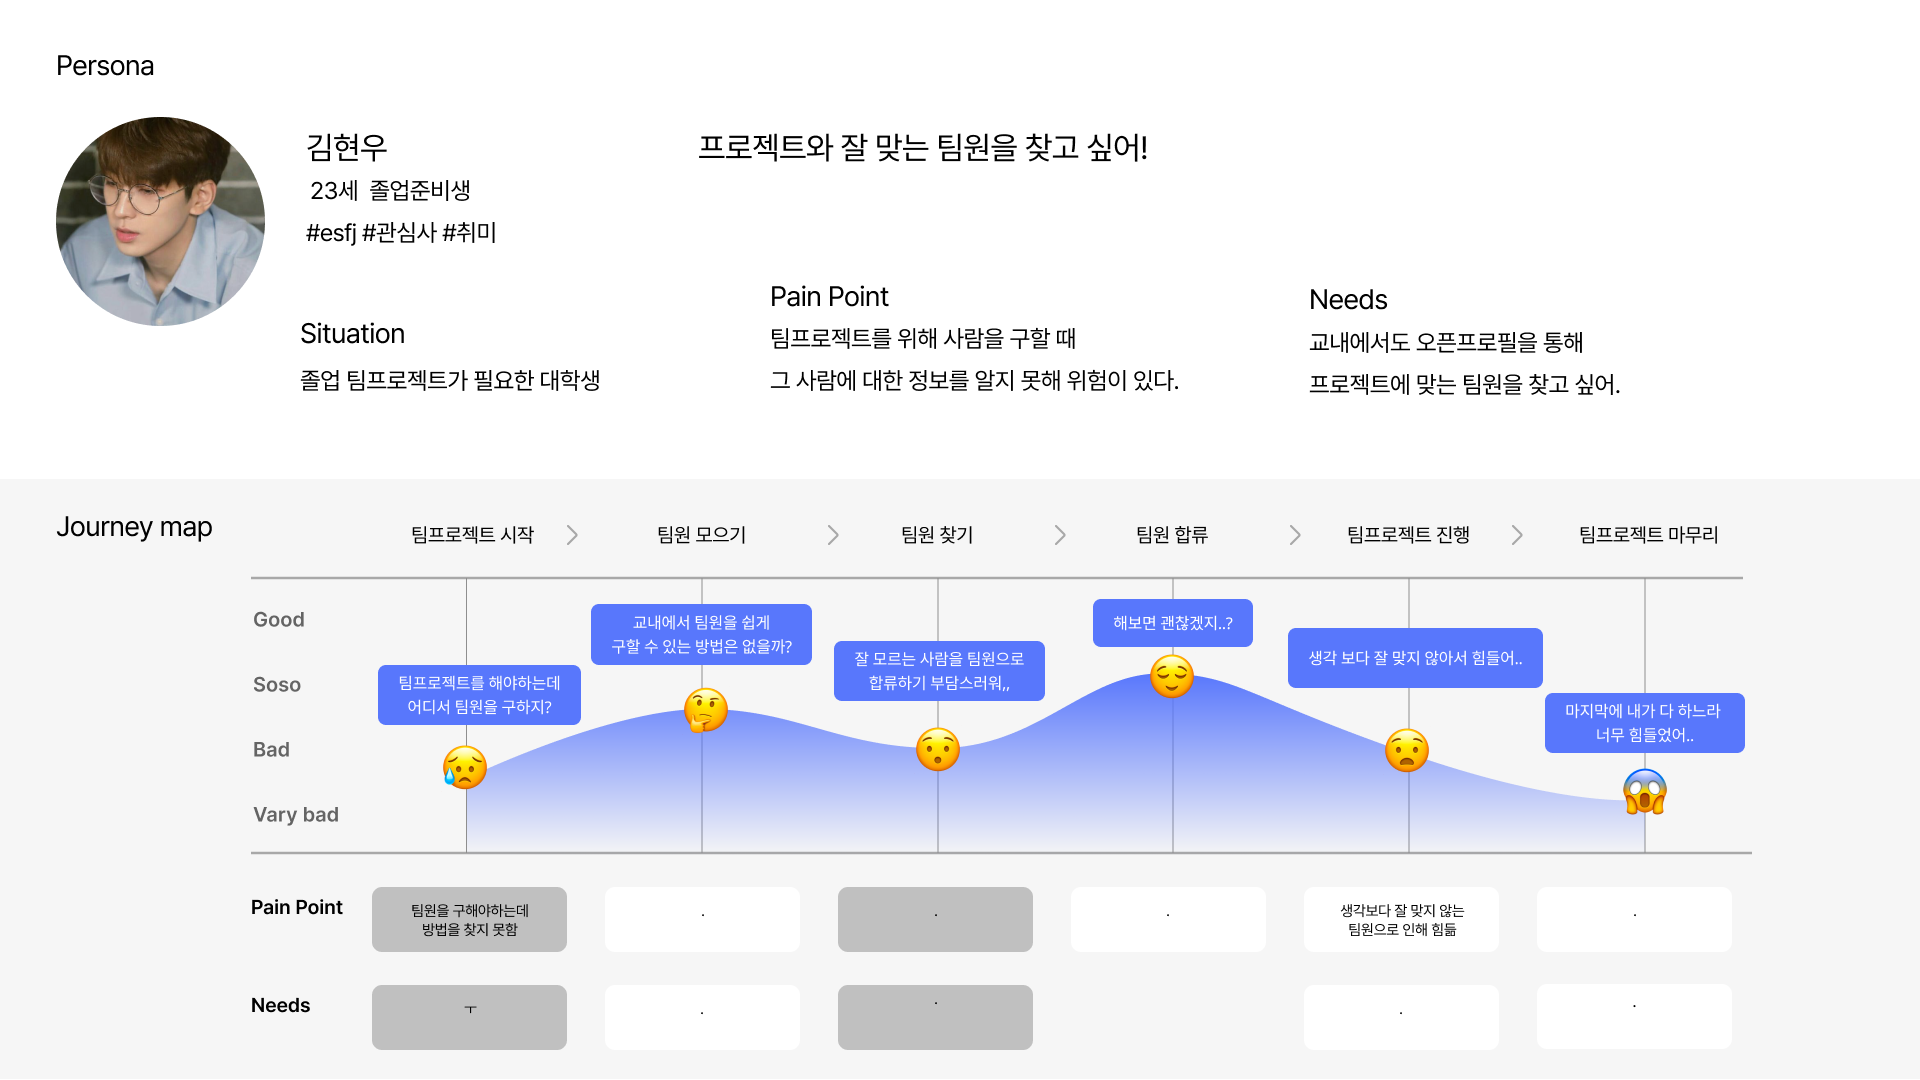 Persona
김현우
23세 졸업준비생
#esfj #관심사 #취미
프로젝트와 잘 맞는 팀원을 찾고 싶어!
Situation
졸업 팀프로젝트가 필요한 대학생
Pain Point
팀프로젝트를 위해 사람을 구할 때
그 사람에 대한 정보를 알지 못해 위험이 있다.
Needs
교내에서도 오픈프로필을 통해
프로젝트에 맞는 팀원을 찾고 싶어.
Journey map
팀프로젝트 시작
팀원 모으기
팀원 찾기
팀원 합류
팀프로젝트 진행
팀프로젝트 마무리
Good
Soso
Bad
Vary bad
팀프로젝트를 해야하는데
어디서 팀원을 구하지?
교내에서 팀원을 쉽게
구할 수 있는 방법은 없을까?
잘 모르는 사람을 팀원으로
합류하기 부담스러워,,
해보면 괜찮겠지..?
생각 보다 잘 맞지 않아서 힘들어..
마지막에 내가 다 하느라
너무 힘들었어..
Pain Point
팀원을 구해야하는데
방법을 찾지 못함
.
.
.
생각보다 잘 맞지 않는
팀원으로 인해 힘듦
.
Needs
ㅜ
.
.
.
.